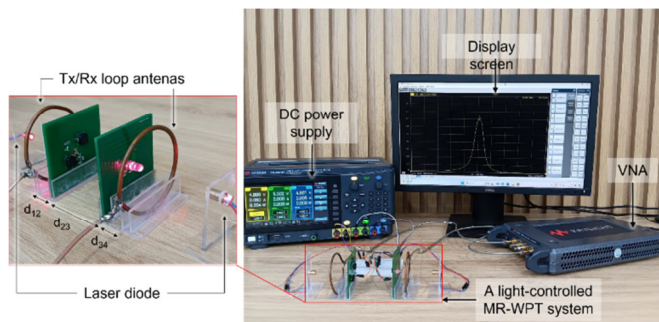 Tx/Rx loop antenas
d12
d23
d34
Laser diode
Display
screen
DC power
supply
VNA
KEYSIGHT
A light-controlled
MR-WPT system